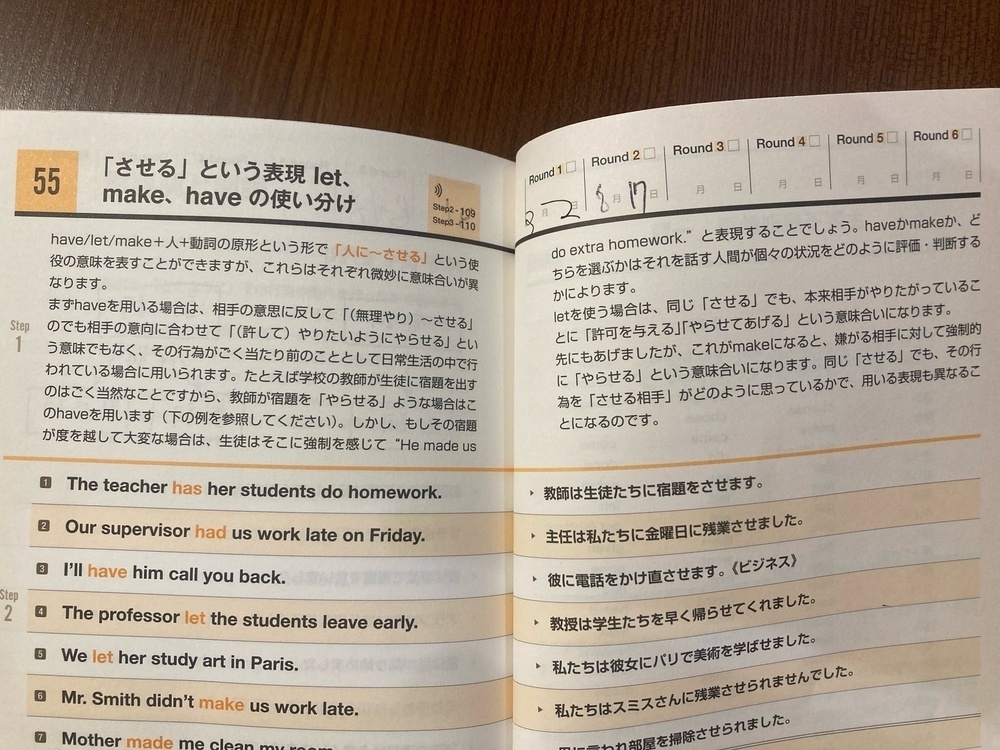 55
「させる」という表現 let、
make、have の使い分け
Step2-109
Step3-110
Step
1
have/let/make+人+動詞の原形という形で「人に~させる」という使
役の意味を表すことができますが、これらはそれぞれ微妙に意味合いが異
なります。
まずhaveを用いる場合は、相手の意思に反して「(無理やり)~させる」
のでも相手の意向に合わせて「(許して)やりたいようにやらせる」とい
う意味でもなく、その行為がごく当たり前のこととして日常生活の中で行
われている場合に用いられます。たとえば学校の教師が生徒に宿題を出す
のはごく当然なことですから、教師が宿題を「やらせる」ような場合はこ
のhaveを用います(下の例を参照してください)。しかし、もしその宿題
が度を越して大変な場合は、生徒はそこに強制を感じて “He made us
Step
2
1 The teacher has her students do homework.
2 Our supervisor had us work late on Friday.
3 I’ll have him call you back.
4 The professor let the students leave early.
5 We let her study art in Paris.
6 Mr. Smith didn’t make us work late.
7 Mother made me clean my room
Round 1 Round 2 Round 3 Round 4 Round 5 Round 6
月 2日 8月 17日 月 日 月 日 月 日 月 日
do extra homework.” と表現することでしょう。haveかmakeか、ど
ちらを選ぶかはそれを話す人間が個々の状況をどのように評価・判断する
かによります。
letを使う場合は、同じ「させる」でも、本来相手がやりたがっているこ
とに「許可を与える」「やらせてあげる」という意味合いになります。
先にもあげましたが、これがmakeになると、嫌がる相手に対して強制的
に「やらせる」という意味合いになります。同じ「させる」でも、その行
為を「させる相手」がどのように思っているかで、用いる表現も異なるこ
とになるのです。
教師は生徒たちに宿題をさせます。
主任は私たちに金曜日に残業させました。
彼に電話をかけ直させます。《ビジネス》
教授は学生たちを早く帰らせてくれました。
私たちは彼女にパリで美術を学ばせました。
私たちはスミスさんに残業させられませんでした。
に言われ部屋を掃除させられました。